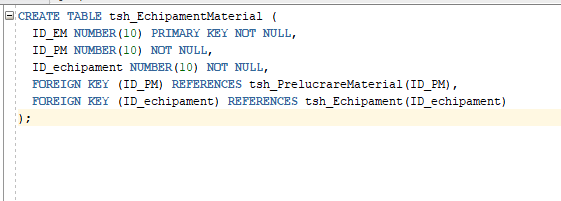 CREATE TABLE tsh_EchipamentMaterial (
ID_EM NUMBER(10) PRIMARY KEY NOT NULL,
ID_PM NUMBER(10) NOT NULL,
ID_echipament NUMBER(10) NOT NULL,
FOREIGN KEY (ID_PM) REFERENCES tsh_PrelucrareMaterial(ID_PM),
FOREIGN KEY (ID_echipament) REFERENCES tsh_Echipament(ID_echipament)
);